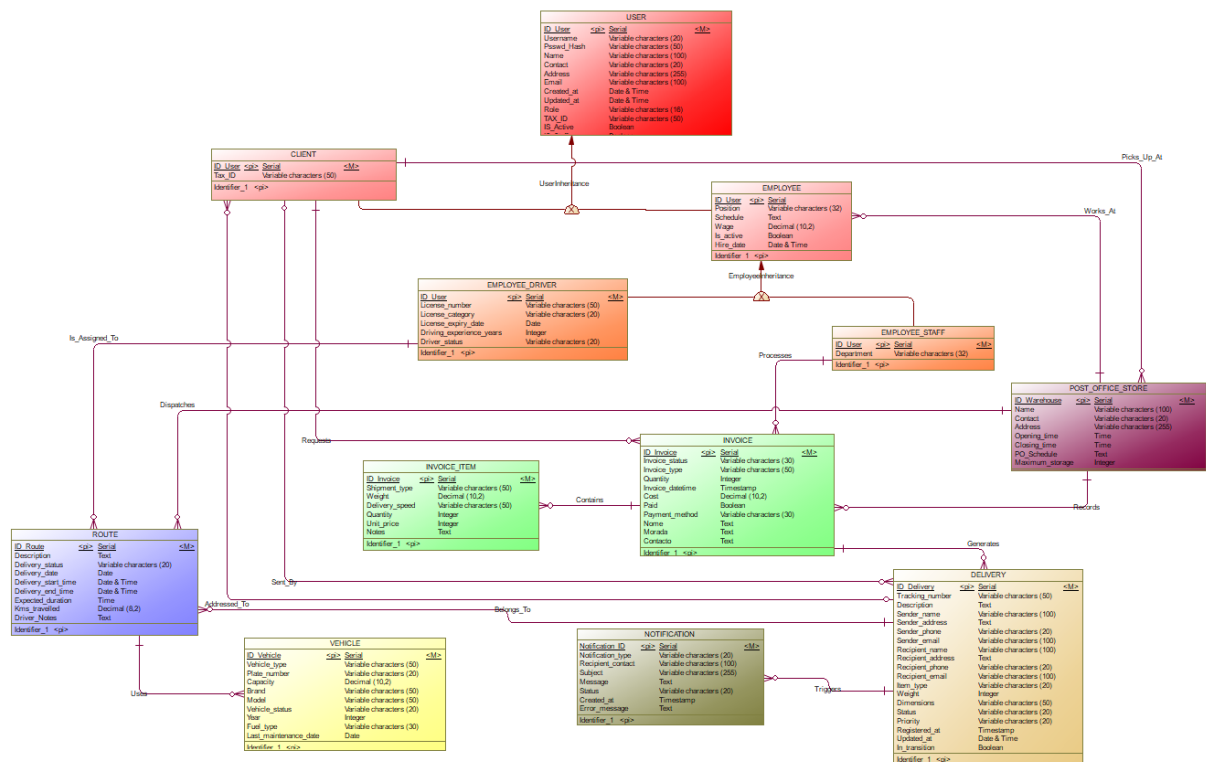 USER
ID_User <pi> Serial <M>
Username Variable characters (20)
Psswd_Hash Variable characters (50)
Name Variable characters (100)
Contact Variable characters (20)
Address Variable characters (255)
Email Variable characters (100)
Created_at Date & Time
Updated_at Date & Time
Role Variable characters (16)
TAX_ID Variable characters (50)
IS_Active Boolean
CLIENT
ID_User <pi> Serial <M>
Tax_ID Variable characters (50)
Identifier_1 <pi>
Picks_Up_At
UserInheritance
EMPLOYEE
ID_User <pi> Serial
Position Variable characters (32)
Schedule Text
Wage Decimal (10,2)
Is_active Boolean
Hire_date Date & Time
Identifier_1 <pi>
Works_At
EmployeeInheritance
EMPLOYEE_DRIVER
ID_User <pi> Serial <M>
License_number Variable characters (50)
License_category Variable characters (20)
License_expiry_date Date
Driving_experience_years Integer
Driver_status Variable characters (20)
Identifier_1 <pi>
Is_Assigned_To
EMPLOYEE_STAFF
ID_User <pi> Serial <M>
Department Variable characters (32)
Identifier_1 <pi>
Processes
POST_OFFICE_STORE
ID_Warehouse <pi> Serial <M>
Name Variable characters (100)
Contact Variable characters (20)
Address Variable characters (255)
Opening_time Time
Closing_time Time
PO_Schedule Text
Maximum_storage Integer
Dispatches
Requests
INVOICE
ID_Invoice <pi> Serial <M>
Invoice_status Variable characters (30)
Invoice_type Variable characters (50)
Quantity Integer
Invoice_datetime Timestamp
Cost Decimal (10,2)
Paid Boolean
Payment_method Variable characters (30)
Nome Text
Morada Text
Contacto Text
Identifier_1 <pi>
INVOICE_ITEM
ID_Invoice <pi> Serial <M>
Shipment_type Variable characters (50)
Weight Decimal (10,2)
Delivery_speed Variable characters (50)
Quantity Integer
Unit_price Integer
Notes Text
Identifier_1 <pi>
Contains
Records
Generates
ROUTE
ID_Route <pi> Serial <M>
Description Text
Delivery_status Variable characters (20)
Delivery_date Date
Delivery_start_time Date & Time
Delivery_end_time Date & Time
Expected_duration Time
Kms_travelled Decimal (8,2)
Driver_Notes Text
Identifier_1 <pi>
Sent_By
Addressed_To
Belongs_To
DELIVERY
ID_Delivery <pi> Serial <M>
Tracking_number Variable characters (50)
Description Text
Sender_name Variable characters (100)
Sender_address Text
Sender_phone Variable characters (20)
Sender_email Variable characters (100)
Recipient_name Variable characters (100)
Recipient_address Text
Recipient_phone Variable characters (20)
Recipient_email Variable characters (100)
Item_type Variable characters (20)
Weight Integer
Dimensions Variable characters (50)
Status Variable characters (20)
Priority Variable characters (20)
Registered_at Timestamp
Updated_at Date & Time
In_transition Boolean
Identifier_1 <pi>
VEHICLE
ID_Vehicle <pi> Serial <M>
Vehicle_type Variable characters (50)
Plate_number Variable characters (20)
Capacity Decimal (10,2)
Brand Variable characters (50)
Model Variable characters (50)
Vehicle_status Variable characters (20)
Year Integer
Fuel_type Variable characters (30)
Last_maintenance_date Date
Identifier_1 <pi>
Uses
NOTIFICATION
Notification_ID <pi> Serial <M>
Notification_type Variable characters (20)
Recipient_contact Variable characters (100)
Subject Variable characters (255)
Message Text
Status Variable characters (20)
Created_at Timestamp
Error_message Text
Identifier_1 <pi>
Triggers